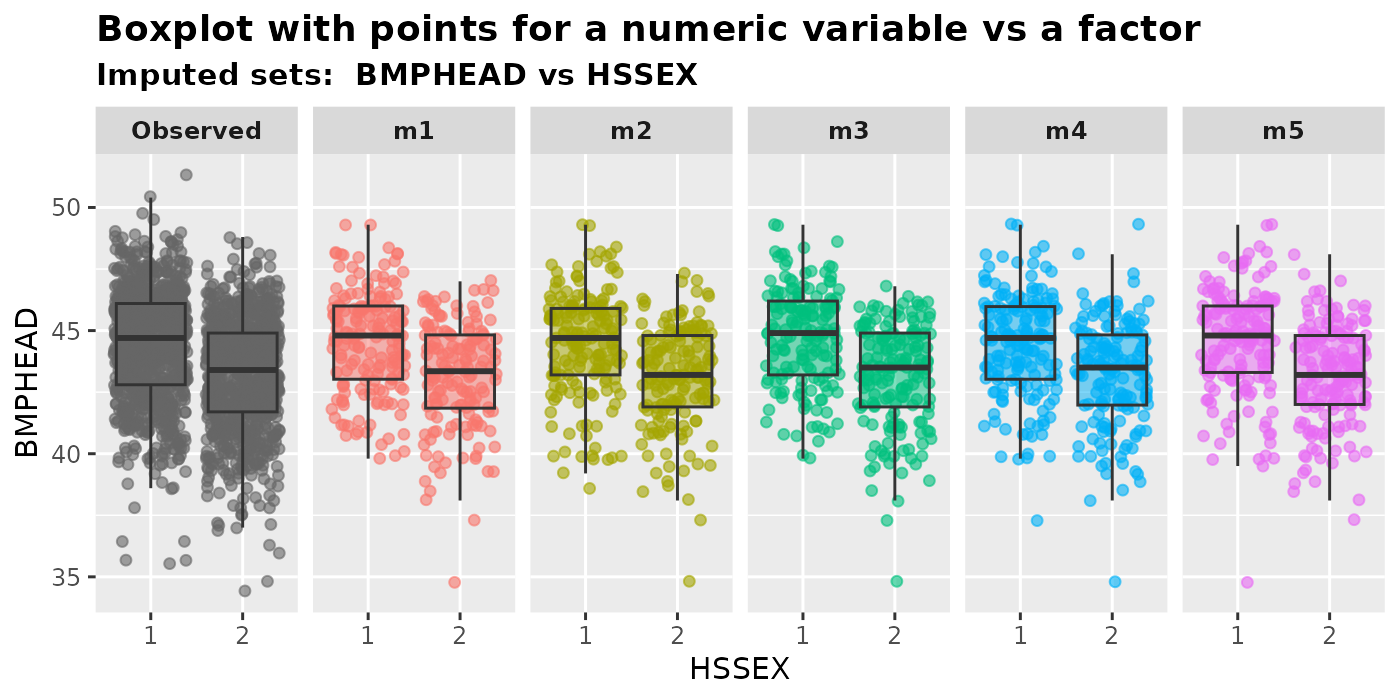 Boxplot with points for a numeric variable vs a factor
Imputed sets:  BMPHEAD vs HSSEX
Observed m1 m2 m3 m4 m5
50
45
40
35
BMPHEAD
1 2 1 2 1 2 1 2 1 2 1 2
HSSEX